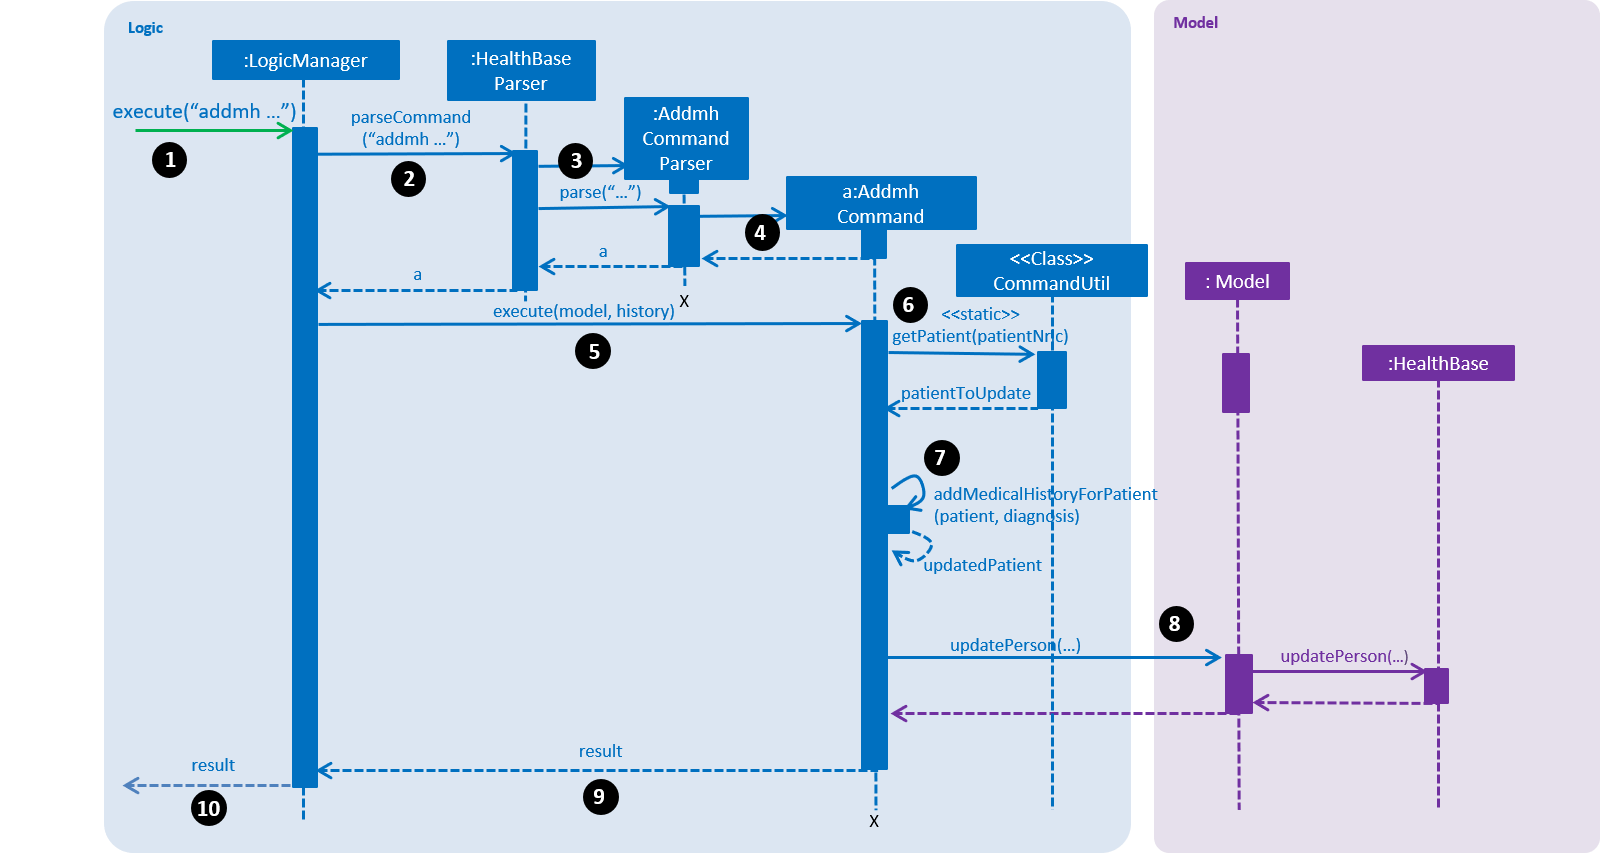 Logic
Model
:LogicManager
:HealthBase
Parser
:Addmh
Command
Parser
a:Addmh
Command
<<Class>>
CommandUtil
: Model
:HealthBase
execute(“addmh ...”)
1
parseCommand
(“addmh ...”)
2
3
parse(“...”)
4
a
a
X
execute(model, history)
5
6
<<static>>
getPatient(patientNric)
patientToUpdate
7
addMedicalHistoryForPatient
(patient, diagnosis)
updatedPatient
8
updatePerson(...)
updatePerson(...)
result
9
result
10
X